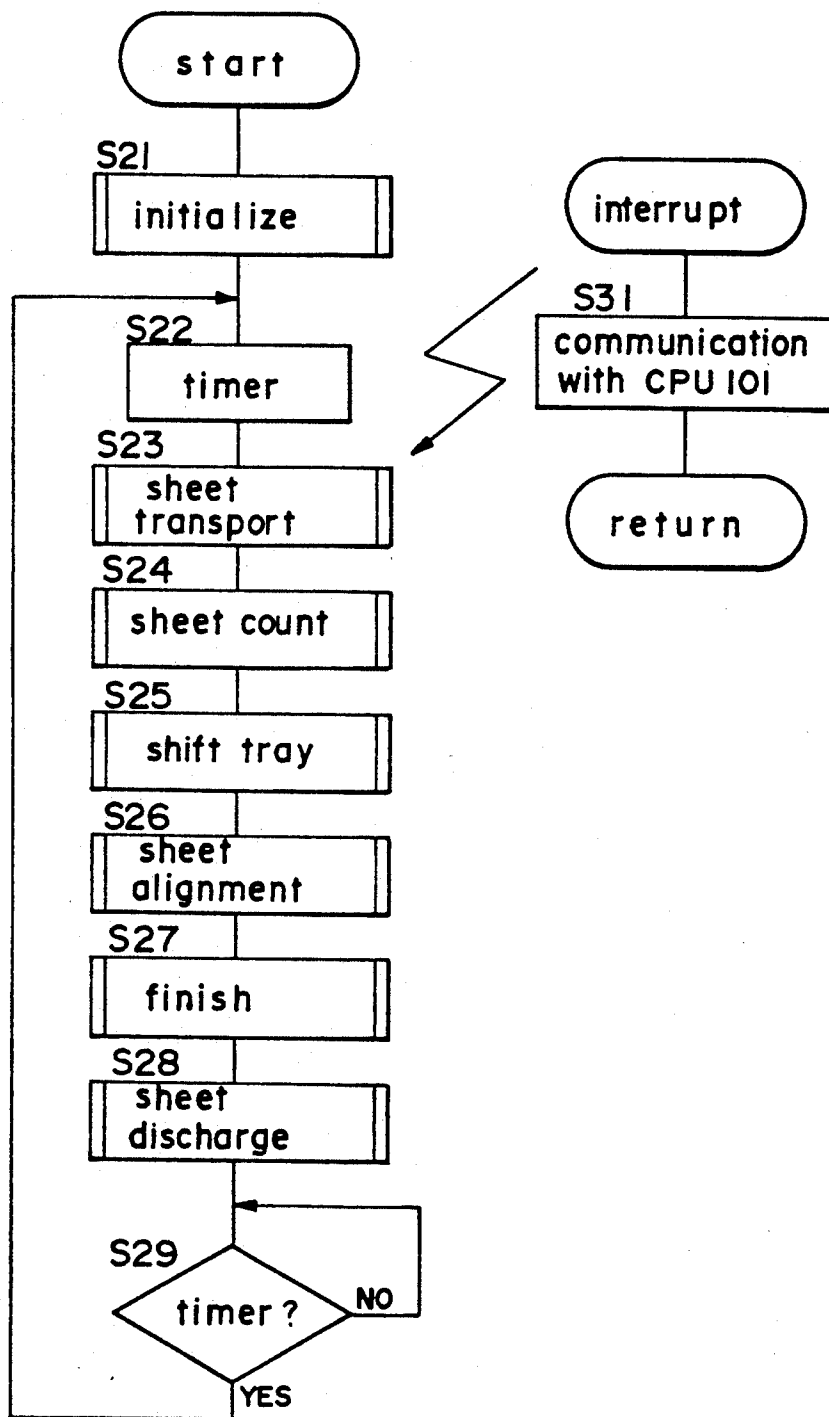 start
S21
initialize
S22
timer
S23
sheet
transport
S24
sheet count
S25
shift tray
S26
sheet
alignment
S27
finish
S28
sheet
discharge
S29
timer?
NO
YES
interrupt
S31
communication
with CPU 101
return